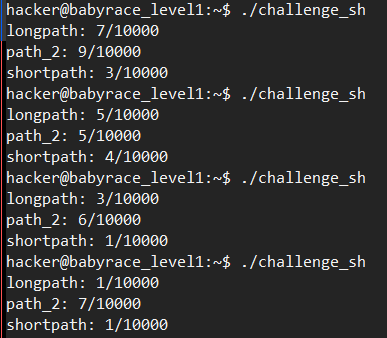 hacker@babyrace_level1:~$ ./challenge_sh
longpath: 7/10000
path_2: 9/10000
shortpath: 3/10000
hacker@babyrace_level1:~$ ./challenge_sh
longpath: 5/10000
path_2: 5/10000
shortpath: 4/10000
hacker@babyrace_level1:~$ ./challenge_sh
longpath: 3/10000
path_2: 6/10000
shortpath: 1/10000
hacker@babyrace_level1:~$ ./challenge_sh
longpath: 1/10000
path_2: 7/10000
shortpath: 1/10000